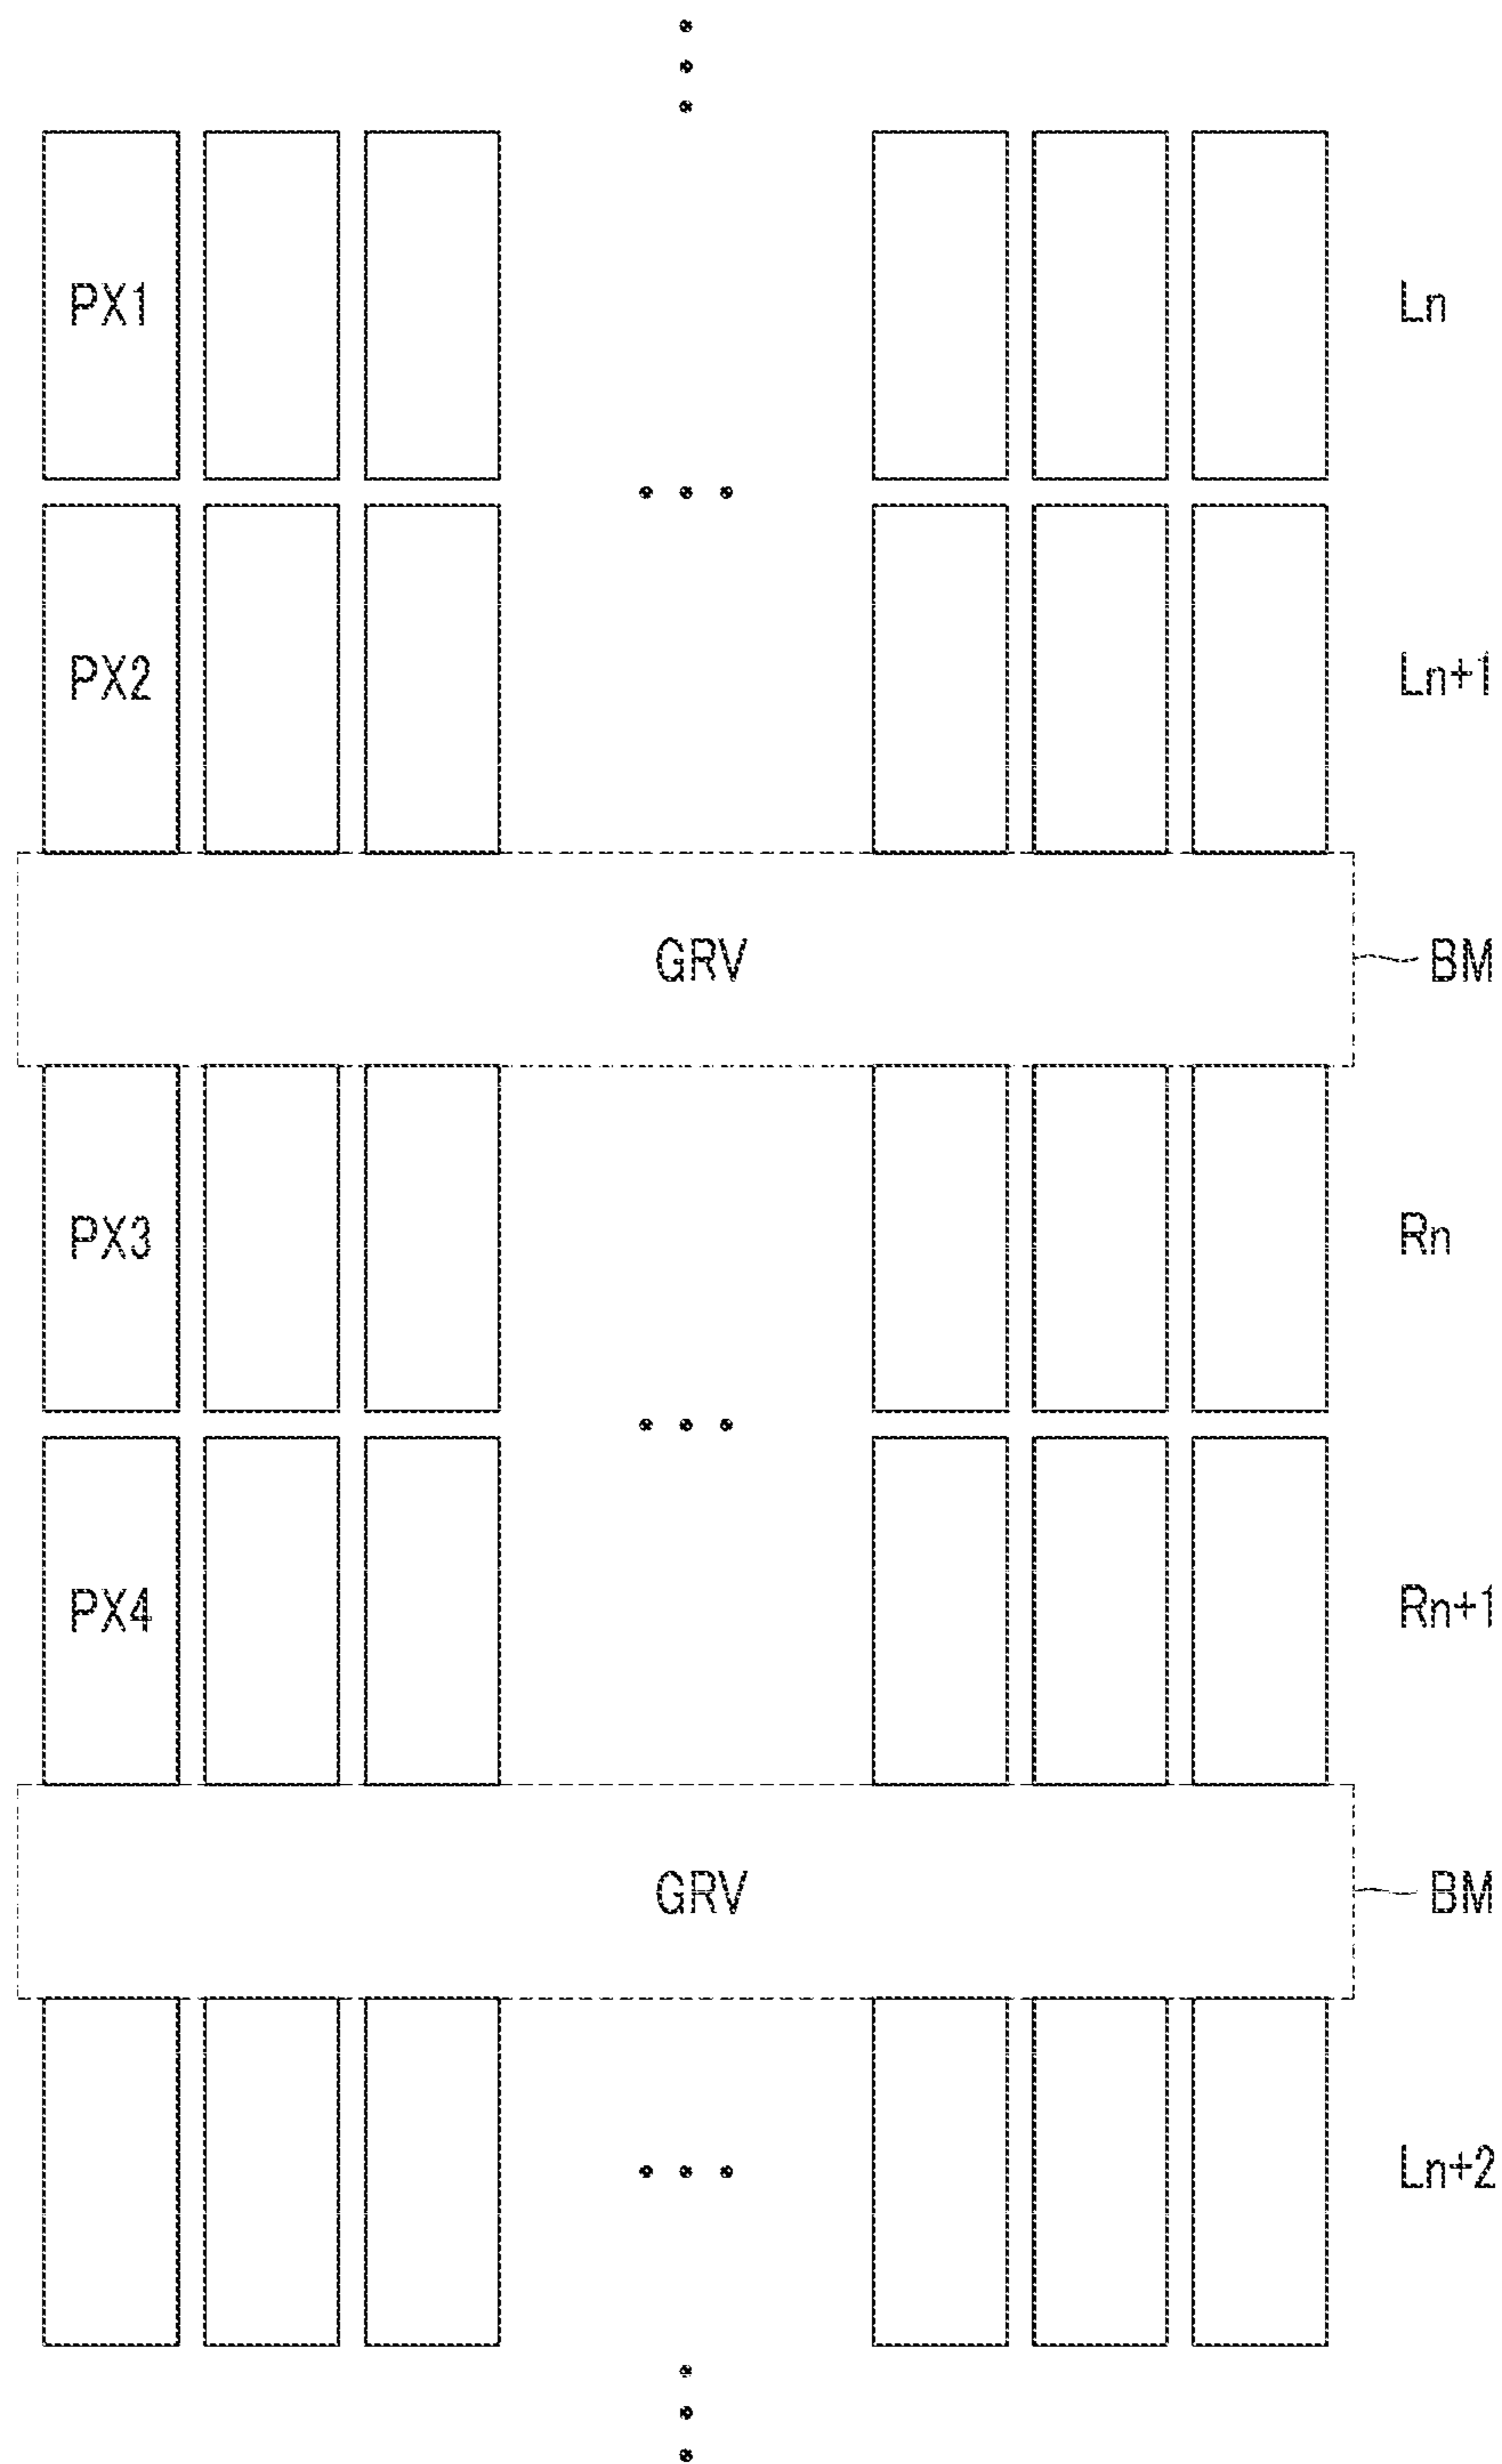 PX1 Ln
PX2 Ln+1
GRV BM
PX3 Rn
PX4 Rn+1
GRV BM
Ln+2